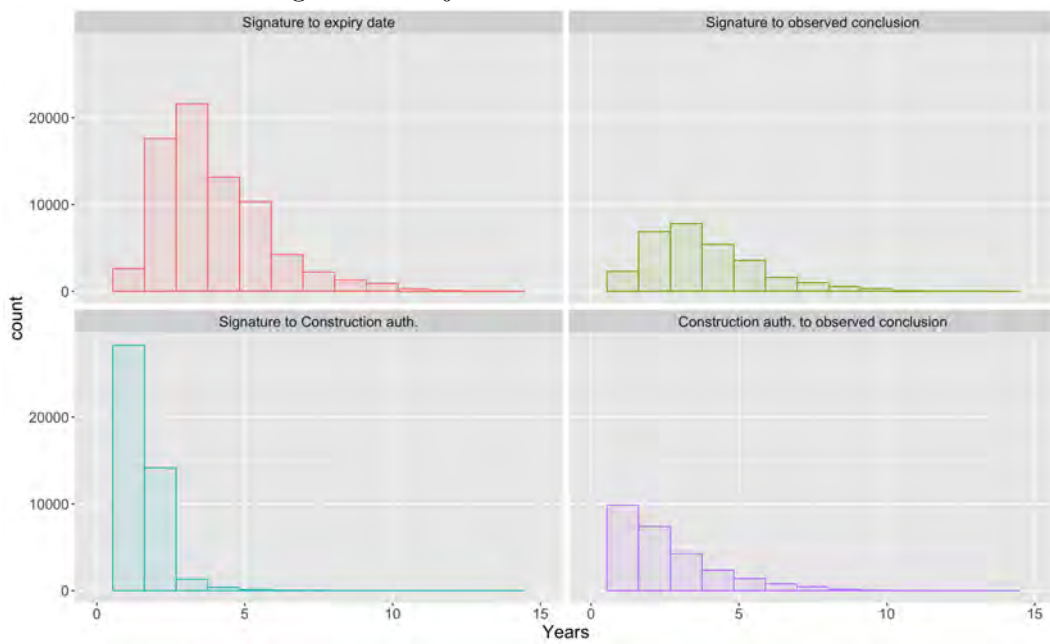 Signature to expiry date
Signature to observed conclusion
20000
10000
0
count
Signature to Construction auth.
Construction auth. to observed conclusion
20000
10000
0
0 5 10 15
0 5 10 15
Years